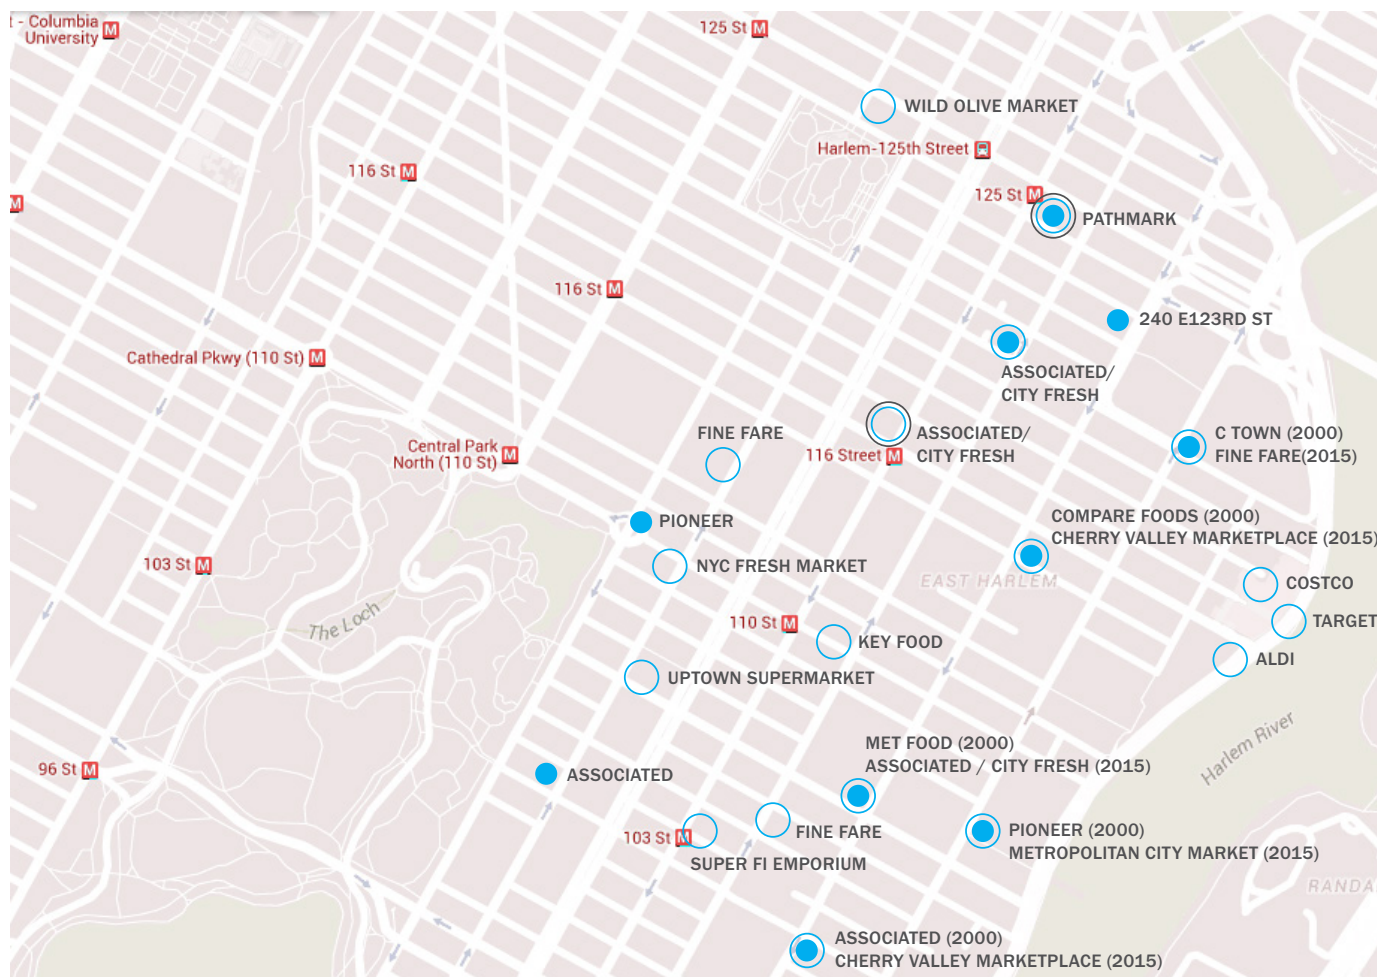 t - Columbia
University
125 St
WILD OLIVE MARKET
Harlem-125th Street
116 St
125 St
PATHMARK
116 St
240 E123RD ST
Cathedral Pkwy (110 St)
ASSOCIATED/
CITY FRESH
FINE FARE
ASSOCIATED/
CITY FRESH
C TOWN (2000)
FINE FARE(2015)
Central Park
North (110 St)
116 Street
PIONEER
COMPARE FOODS (2000)
CHERRY VALLEY MARKETPLACE (2015)
103 St
NYC FRESH MARKET
EAST HARLEM
COSTCO
The Loch
110 St
TARGET
KEY FOOD
ALDI
UPTOWN SUPERMARKET
Harlem River
MET FOOD (2000)
ASSOCIATED / CITY FRESH (2015)
96 St
ASSOCIATED
103 St
FINE FARE
PIONEER (2000)
METROPOLITAN CITY MARKET (2015)
SUPER FI EMPORIUM
RANDA
ASSOCIATED (2000)
CHERRY VALLEY MARKETPLACE (2015)